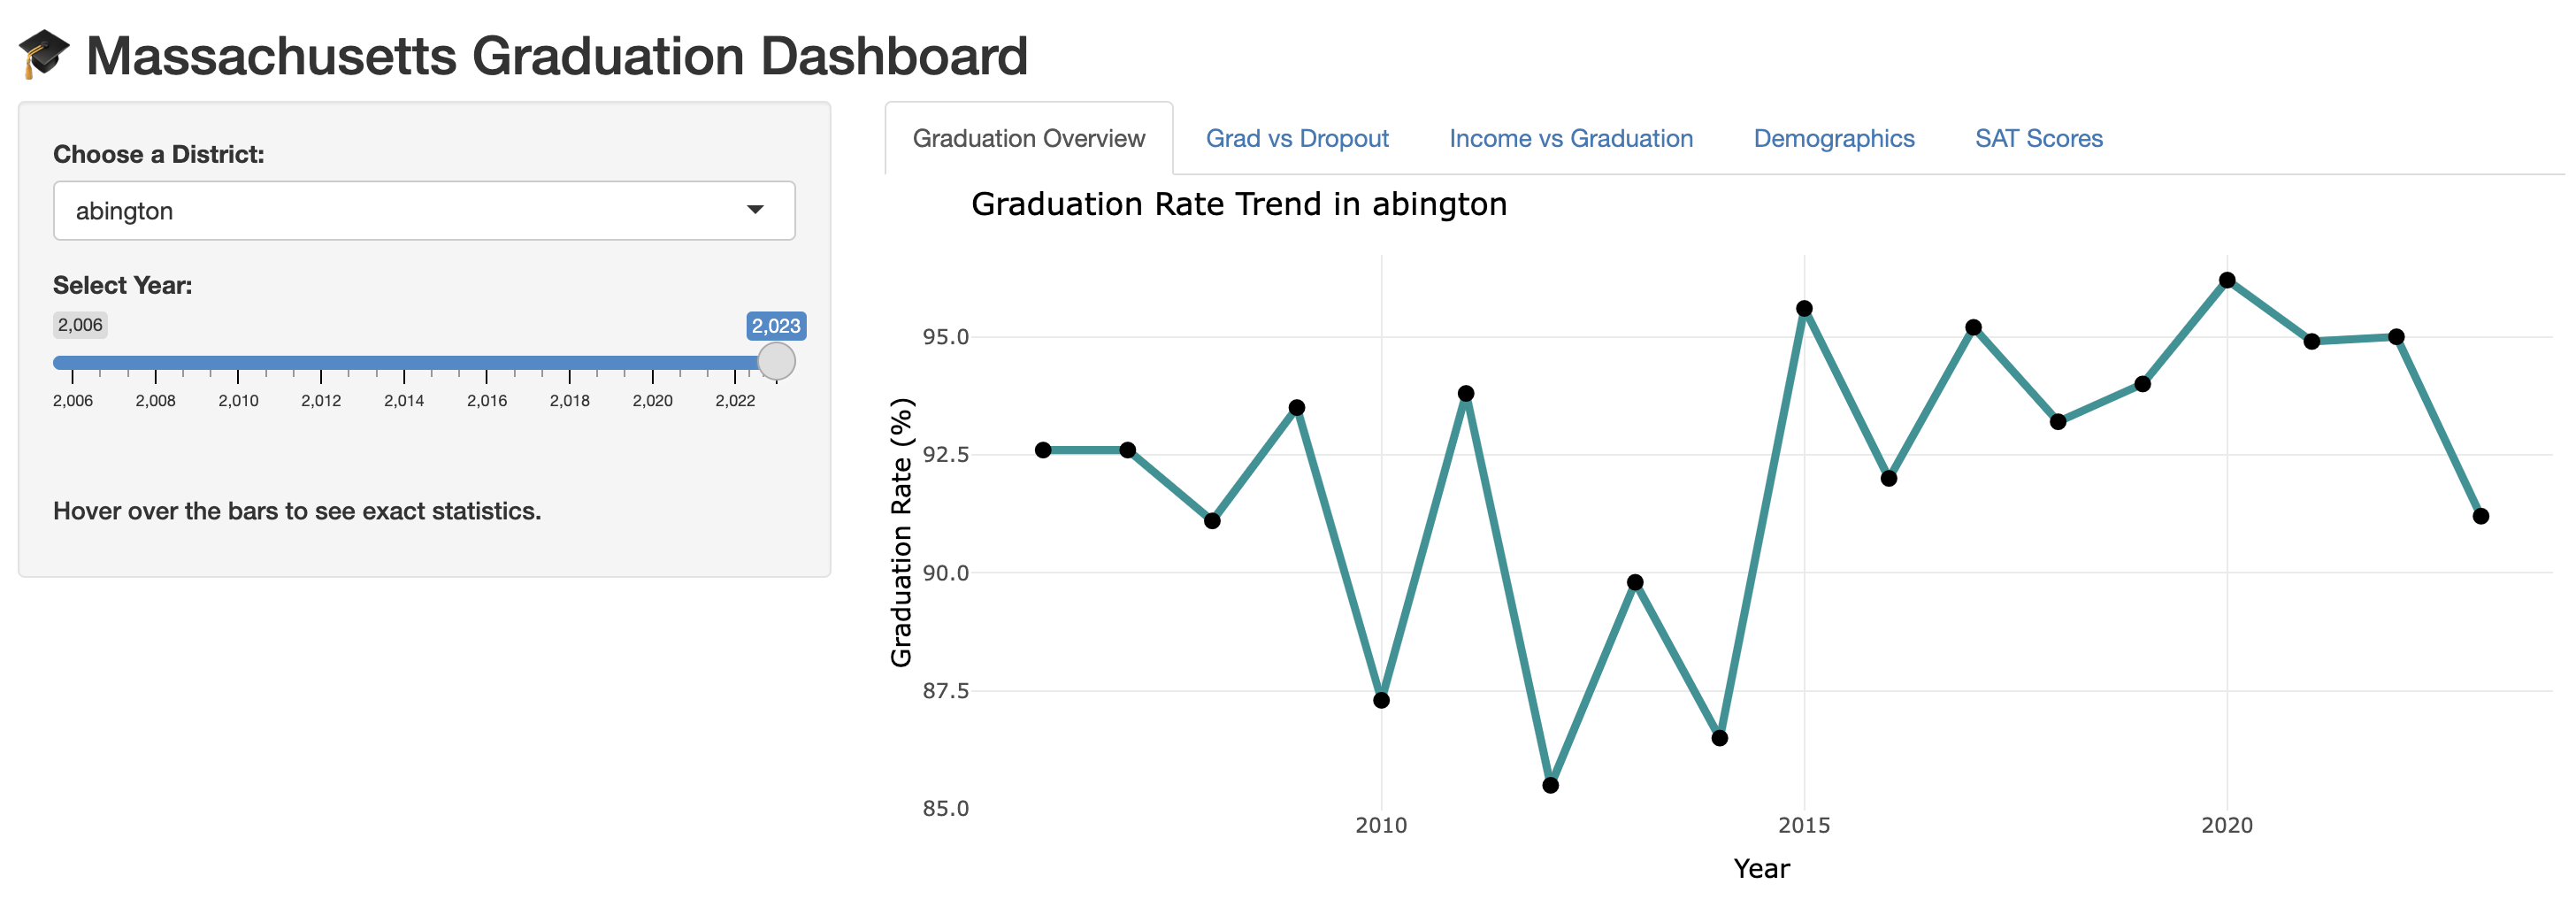 🎓 Massachusetts Graduation Dashboard
Choose a District:
abington
Select Year:
2,006
2,023
2,006 2,008 2,010 2,012 2,014 2,016 2,018 2,020 2,022
Hover over the bars to see exact statistics.
Graduation Overview Grad vs Dropout Income vs Graduation Demographics SAT Scores
Graduation Rate Trend in abington
Graduation Rate (%)
95.0
92.5
90.0
87.5
85.0
2010 2015 2020
Year